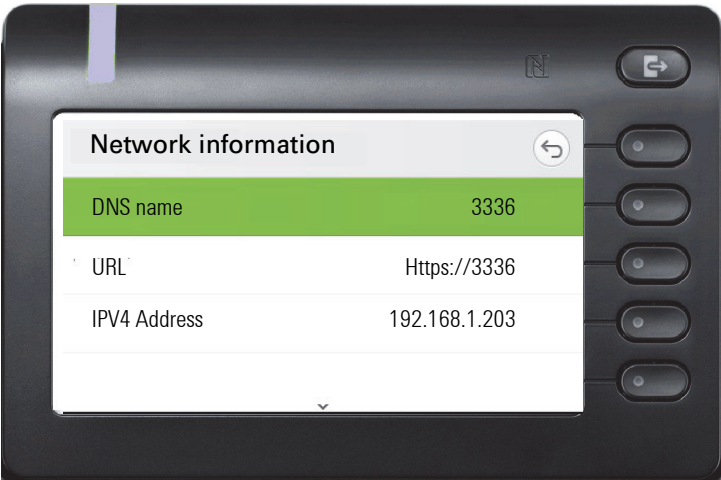 Network information
DNS name 3336
URL Https://3336
IPV4 Address 192.168.1.203